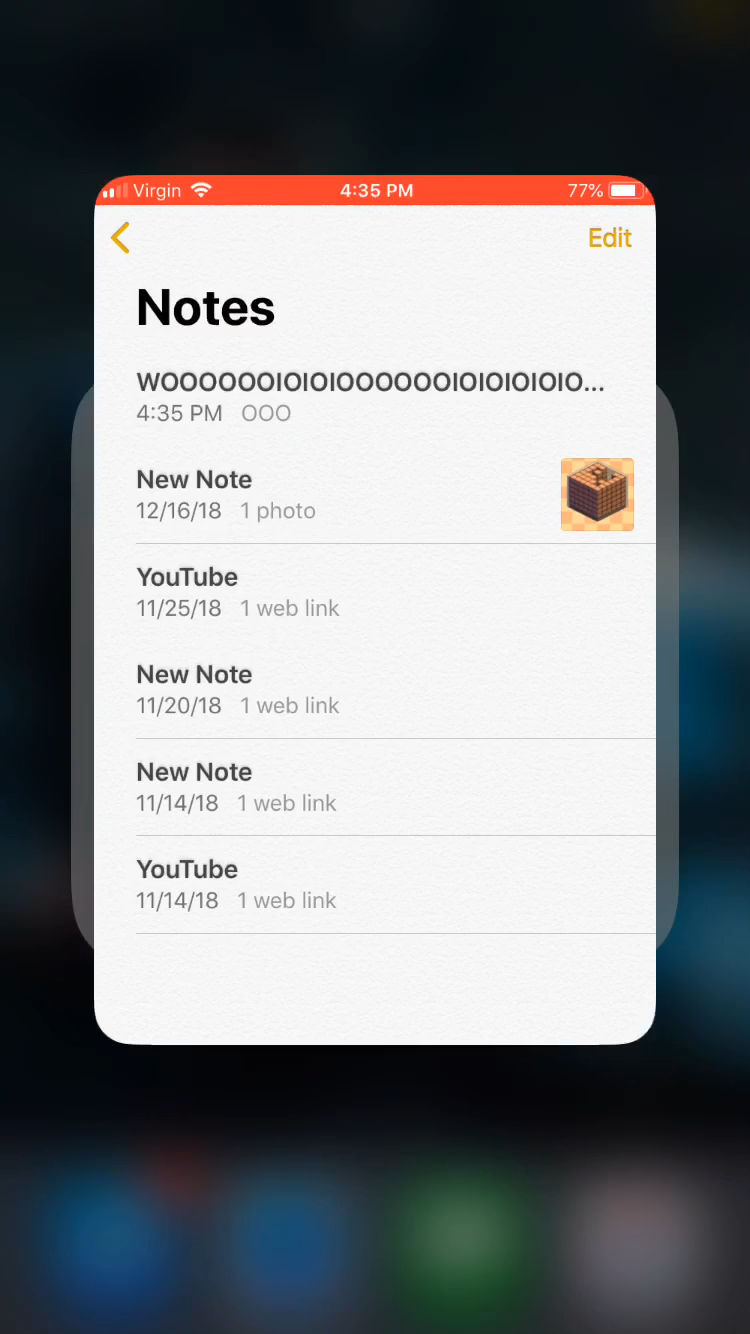 Virgin 4:35 PM 77%
Edit
Notes
WOOOOOOIOIOIOOOOOOIOIOIOIOIO...
4:35 PM OOO
New Note
12/16/18 1 photo
YouTube
11/25/18 1 web link
New Note
11/20/18 1 web link
New Note
11/14/18 1 web link
YouTube
11/14/18 1 web link